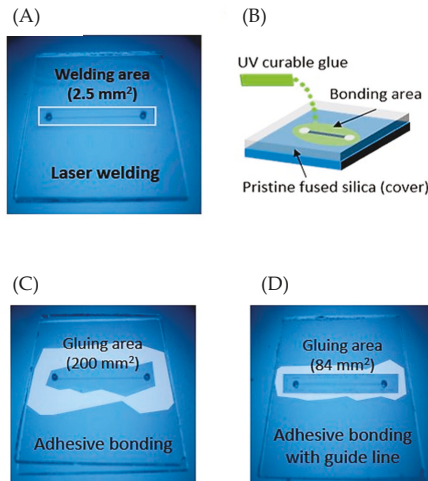 (A)
Welding area
(2.5 mm²)
Laser welding
(B)
UV curable glue
Bonding area
Pristine fused silica (cover)
(C)
Gluing area
(200 mm²)
Adhesive bonding
(D)
Gluing area
(84 mm²)
Adhesive bonding
with guide line